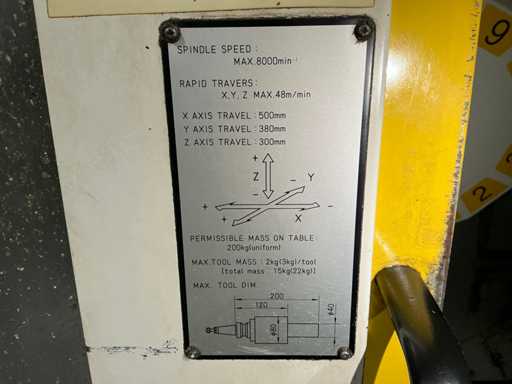 SPINDLE SPEED :
MAX.8000min⁻¹
RAPID TRAVERS :
X,Y, Z MAX.48m/min
X AXIS TRAVEL : 500mm
Y AXIS TRAVEL : 380mm
Z AXIS TRAVEL : 300mm
+ − Y
Z
−
+ −
+ X
PERMISSIBLE MASS ON TABLE :
200kg(uniform)
MAX.TOOL MASS : 2kg(3kg)/tool
(total mass : 15kg(22kg))
MAX. TOOL DIM.
200
120
φ80
φ40
9
2
2